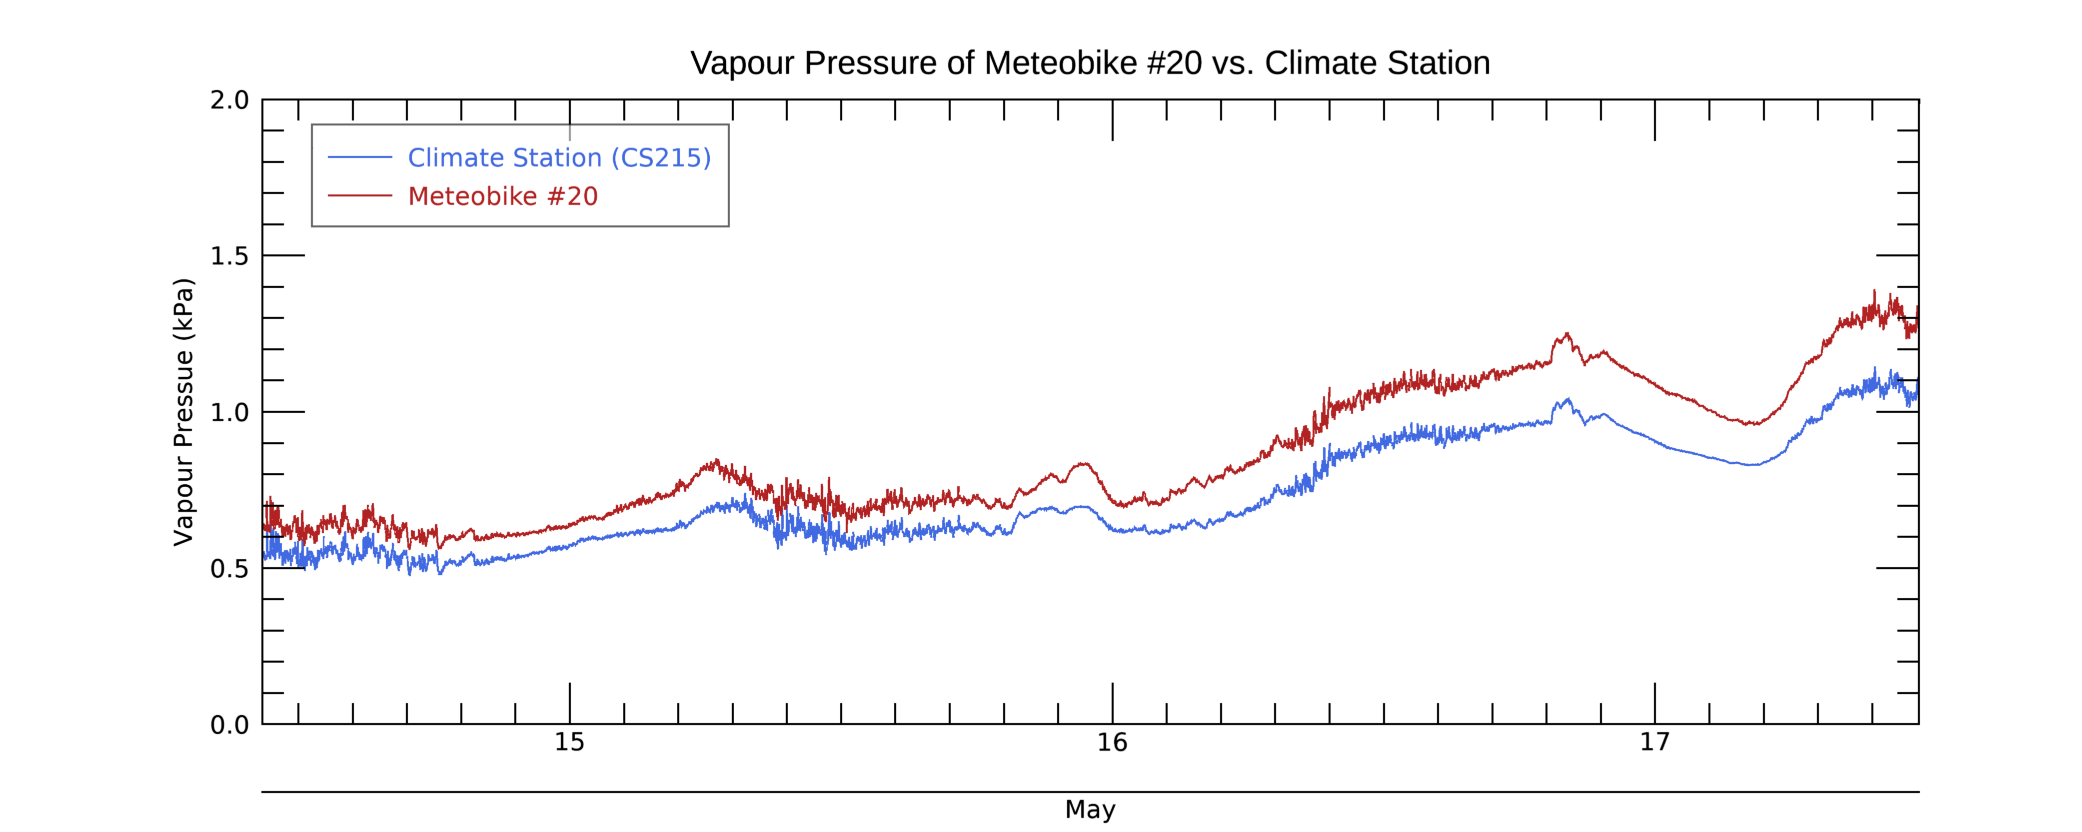 Vapour Pressure of Meteobike #20 vs. Climate Station
2.0
1.5
1.0
0.5
0.0
Vapour Pressue (kPa)
Climate Station (CS215)
Meteobike #20
15
16
17
May